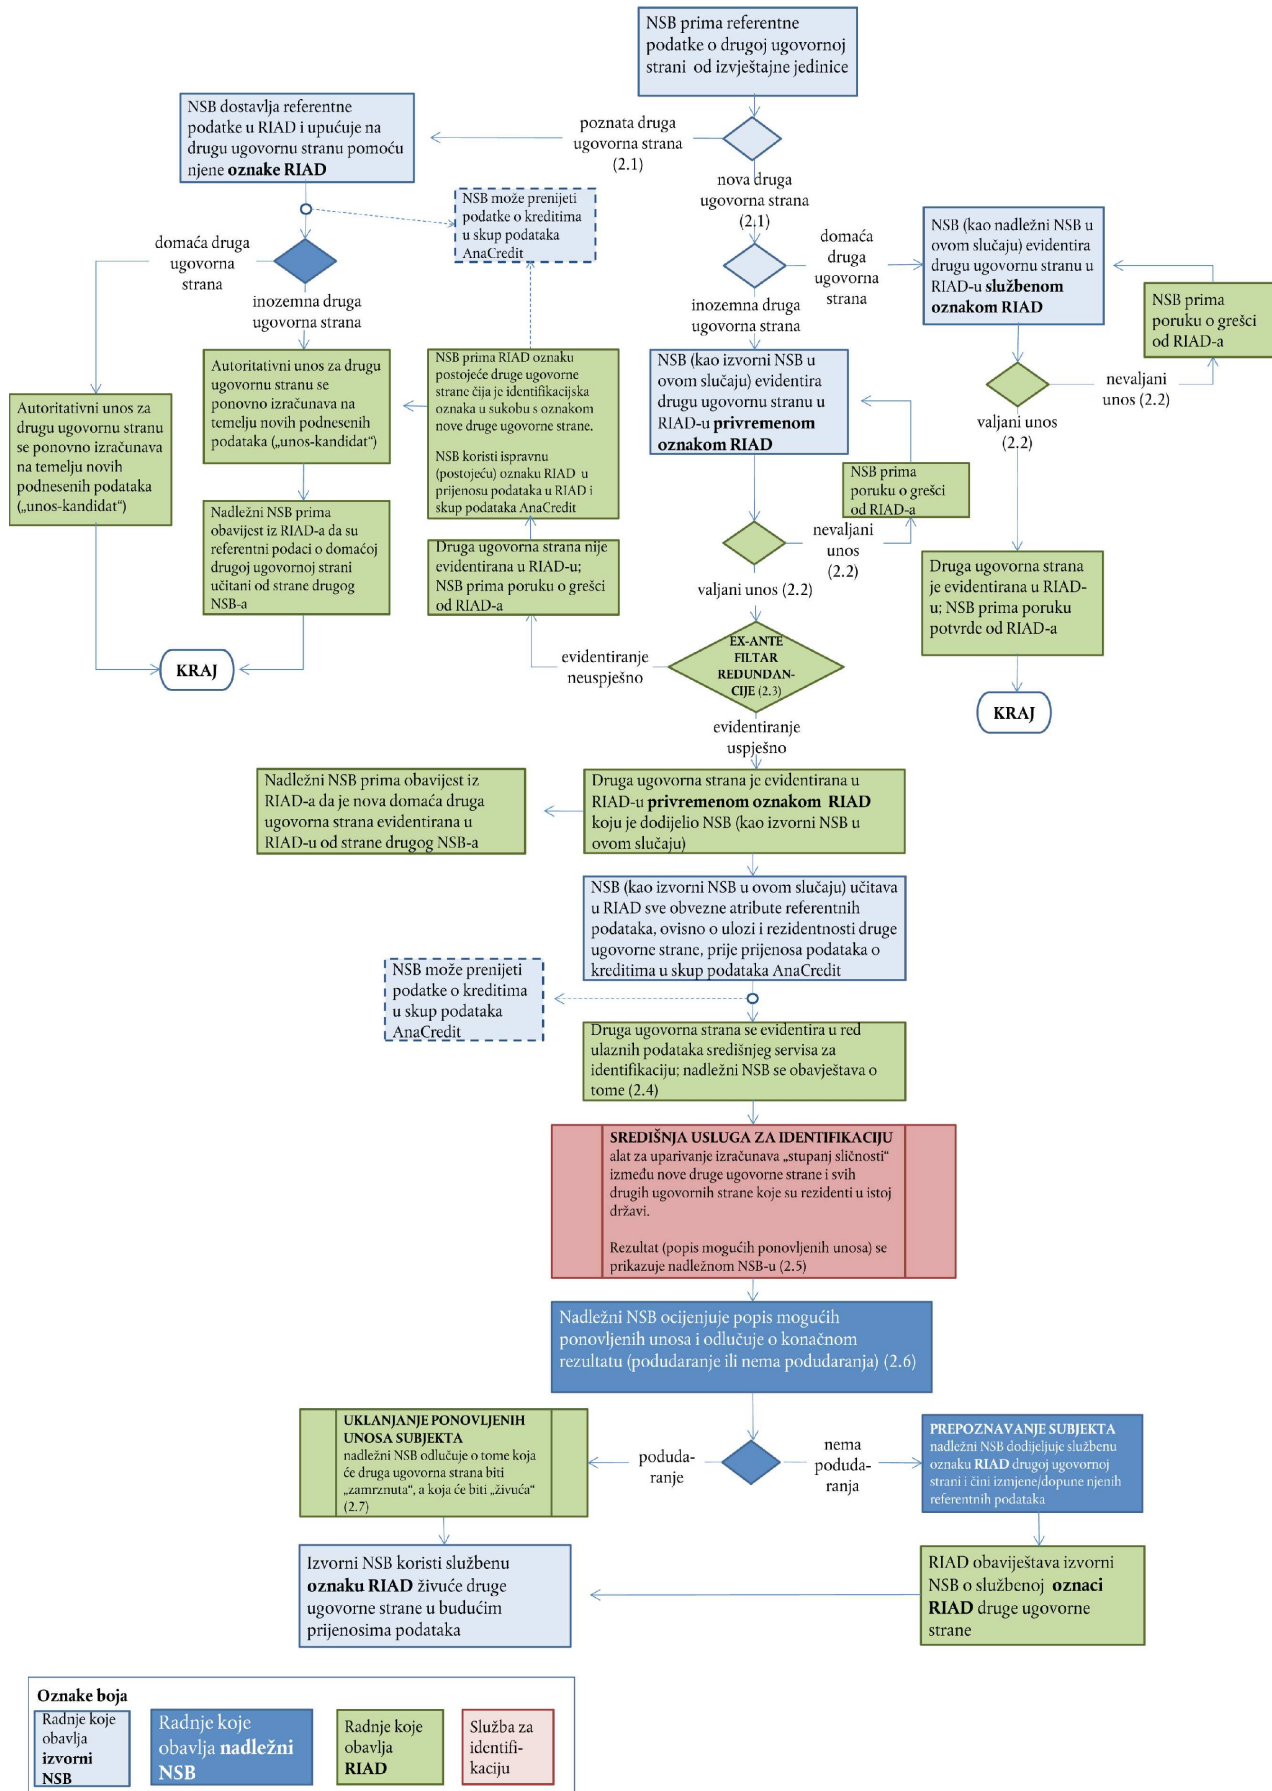 NSB prima referentne
podatke o drugoj ugovornoj
strani od izvještajne jedinice
NSB dostavlja referentne
podatke u RIAD i upućuje na
drugu ugovornu stranu pomoću
njene oznake RIAD
poznata druga
ugovorna strana
(2.1)
nova druga
ugovorna strana
(2.1)
NSB može prenijeti
podatke o kreditima
u skup podataka
AnaCredit
domaća druga
ugovorna
strana
inozemna druga
ugovorna strana
domaća
druga
ugovorna
strana
inozemna druga
ugovorna strana
NSB (kao nadležni NSB u
ovom slučaju) evidentira
drugu ugovornu stranu u
RIAD-u službenom
oznakom RIAD
NSB prima
poruku o grešci
od RIAD-a
nevaljani
unos (2.2)
valjani unos
(2.2)
Autoritativni unos za
drugu ugovornu stranu
se ponovno izračunava
na temelju novih
podnesenih podataka
(„unos-kandidat“)
Autoritativni unos za drugu
ugovornu stranu se
ponovno izračunava na
temelju novih podnesenih
podataka („unos-kandidat“)
NSB prima RIAD oznaku
postojeće druge ugovorne
strane čija je identifikacijska
oznaka u sukobu s oznakom
nove druge ugovorne strane.
NSB koristi ispravnu
(postojeću) oznaku RIAD u
prijenosu podataka u RIAD i
skup podataka AnaCredit
NSB (kao izvorni NSB u
ovom slučaju) evidentira
drugu ugovornu stranu u
RIAD-u privremenom
oznakom RIAD
NSB prima
poruku o grešci
od RIAD-a
nevaljani
unos
(2.2)
valjani unos (2.2)
Nadležni NSB prima
obavijest iz RIAD-a da su
referentni podaci o domaćoj
drugoj ugovornoj strani
učitani od strane drugog
NSB-a
Druga ugovorna strana nije
evidentirana u RIAD-u;
NSB prima poruku o grešci
od RIAD-a
Druga ugovorna strana
je evidentirana u RIAD-
u; NSB prima poruku
potvrde od RIAD-a
KRAJ
evidentiranje
neuspješno
EX-ANTE
FILTAR
REDUNDAN-
CIJE (2.3)
KRAJ
evidentiranje
uspješno
Nadležni NSB prima obavijest iz
RIAD-a da je nova domaća druga
ugovorna strana evidentirana u
RIAD-u od strane drugog NSB-a
Druga ugovorna strana je evidentirana u
RIAD-u privremenom oznakom RIAD
koju je dodijelio NSB (kao izvorni NSB u
ovom slučaju)
NSB (kao izvorni NSB u ovom slučaju) učitava
u RIAD sve obvezne atribute referentnih
podataka, ovisno o ulozi i rezidentnosti druge
ugovorne strane, prije prijenosa podataka o
kreditima u skup podataka AnaCredit
NSB može prenijeti
podatke o kreditima
u skup podataka
AnaCredit
Druga ugovorna strana se evidentira u red
ulaznih podataka središnjeg servisa za
identifikaciju; nadležni NSB se obavještava o
tome (2.4)
SREDIŠNJA USLUGA ZA IDENTIFIKACIJU
alat za uparivanje izračunava „stupanj sličnosti“
između nove druge ugovorne strane i svih
drugih ugovornih strane koje su rezidenti u istoj
državi.
Rezultat (popis mogućih ponovljenih unosa) se
prikazuje nadležnom NSB-u (2.5)
Nadležni NSB ocijenjuje popis mogućih
ponovljenih unosa i odlučuje o konačnom
rezultatu (podudaranje ili nema podudaranja) (2.6)
UKLANJANJE PONOVLJENIH
UNOSA SUBJEKTA
nadležni NSB odlučuje o tome koja
će druga ugovorna strana biti
„zamrznuta“, a koja će biti „živuća“
(2.7)
poduda-
ranje
nema
poduda-
ranja
PREPOZNAVANJE SUBJEKTA
nadležni NSB dodijeljuje službenu
oznaku RIAD drugoj ugovornoj
strani i čini izmjene/dopune njenih
referentnih podataka
Izvorni NSB koristi službenu
oznaku RIAD živuće druge
ugovorne strane u budućim
prijenosima podataka
RIAD obaviještava izvorni
NSB o službenoj oznaci
RIAD druge ugovorne
strane
Oznake boja
Radnje koje
obavlja
izvorni
NSB
Radnje koje
obavlja nadležni
NSB
Radnje koje
obavlja
RIAD
Služba za
identifi-
kaciju